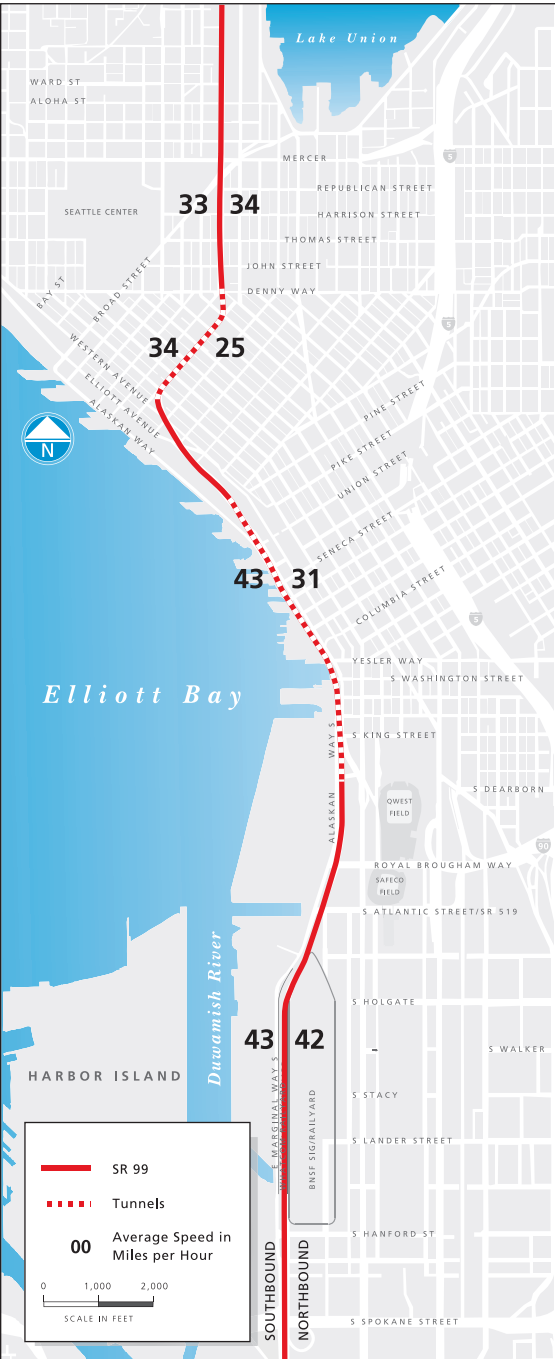 Lake Union
WARD ST
ALOHA ST
MERCER
5
REPUBLICAN STREET
33 34
SEATTLE CENTER
HARRISON STREET
THOMAS STREET
JOHN STREET
DENNY WAY
BAY ST
BROAD STREET
5
34 25
WESTERN AVENUE
ELLIOTT AVENUE
ALASKAN WAY
PINE STREET
N
PIKE STREET
UNION STREET
SENECA STREET
43 31
COLUMBIA STREET
5
YESLER WAY
S WASHINGTON STREET
Elliott Bay
S KING STREET
ALASKAN WAY S
S DEARBORN
QWEST
FIELD
90
ROYAL BROUGHAM WAY
SAFECO
FIELD
S ATLANTIC STREET/SR 519
Duwamish River
S HOLGATE
43 42
S WALKER
HARBOR ISLAND
E MARGINAL WAY S
BNSF SIG/RAILYARD
S STACY
S LANDER STREET
S HANFORD ST
SOUTHBOUND
NORTHBOUND
S SPOKANE STREET
SR 99
Tunnels
00 Average Speed in
Miles per Hour
0 1,000 2,000
SCALE IN FEET